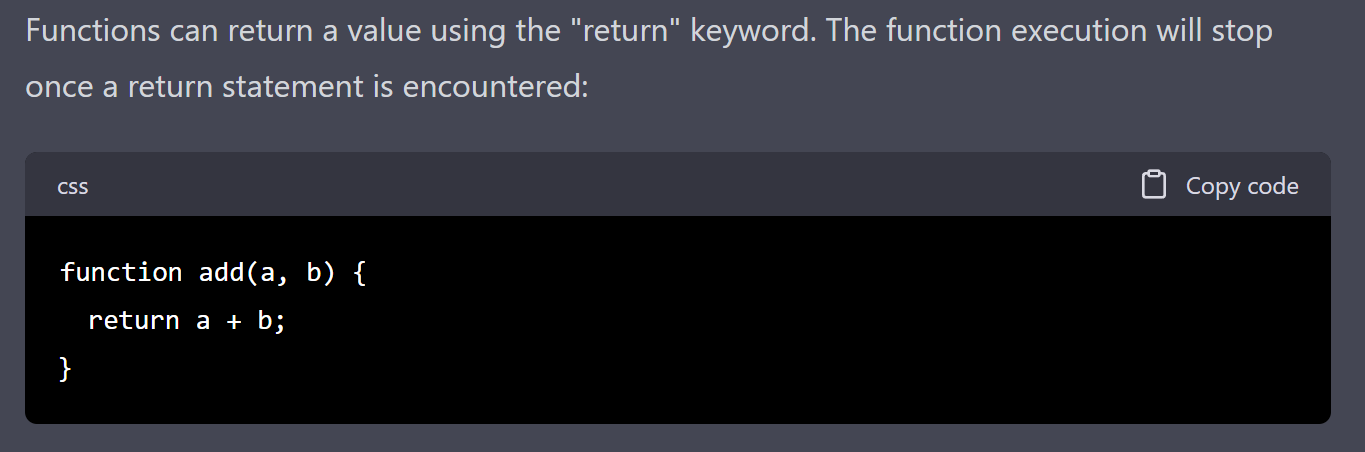 Functions can return a value using the "return" keyword. The function execution will stop
once a return statement is encountered:
css
Copy code
function add(a, b) {
  return a + b;
}